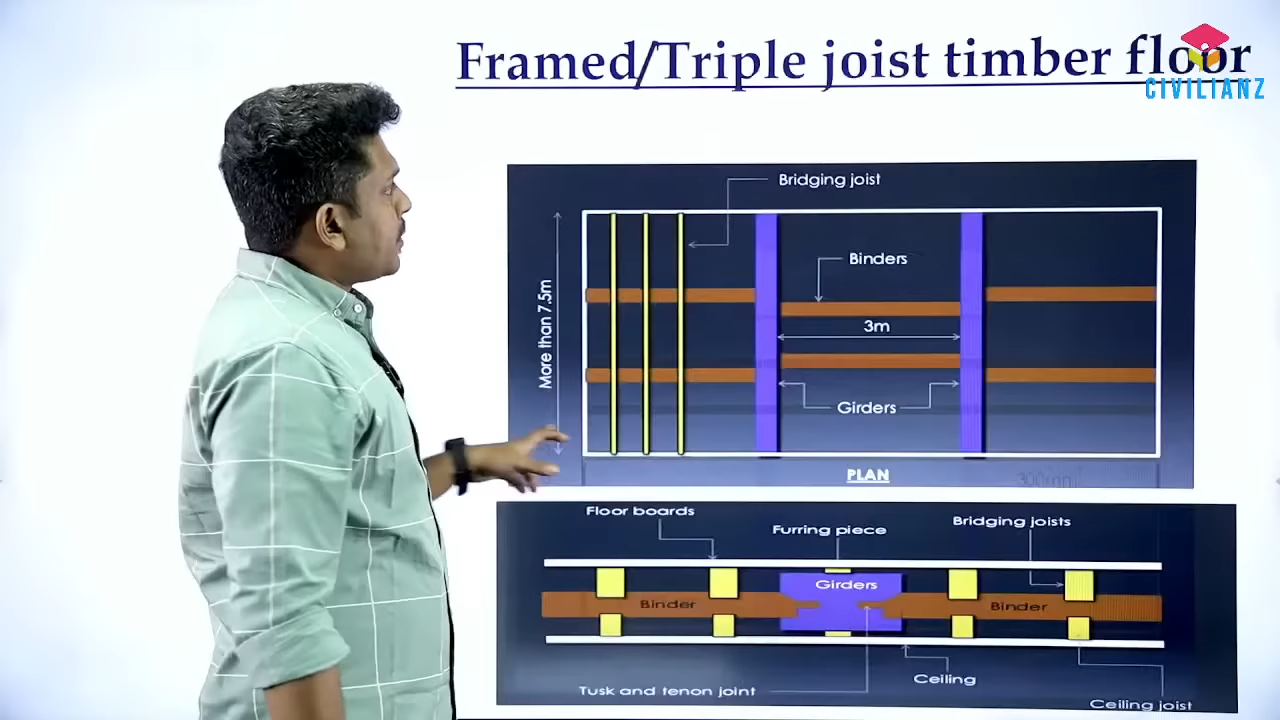 Framed/Triple joist timber floor
CIVILIANZ
Bridging joist
Binders
More than 7.5m
3m
Girders
PLAN
300mm
Floor boards
Furring piece
Bridging joists
Girders
Binder
Binder
Tusk and tenon joint
Ceiling
Ceiling joist